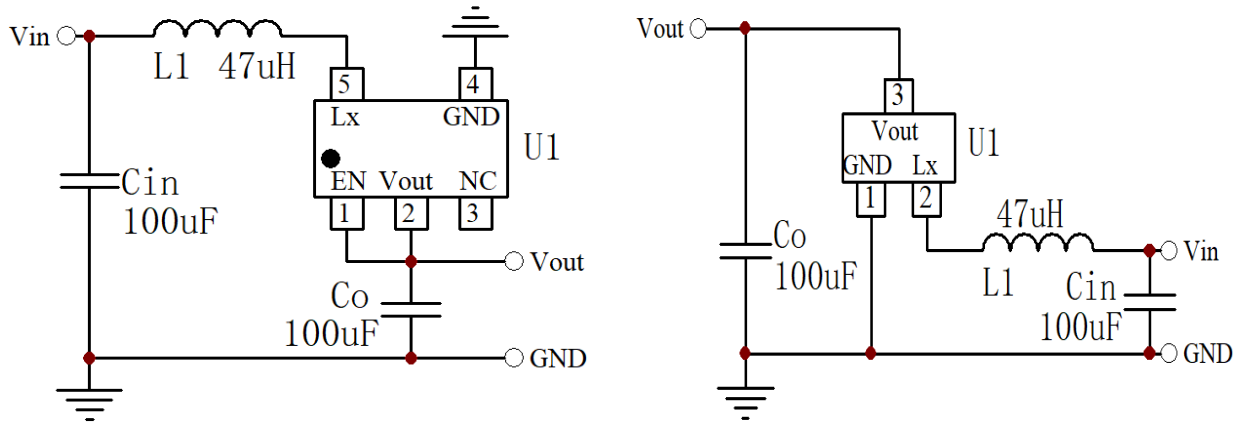 Vin
L1 47uH
5 4
Lx GND
U1
EN Vout NC
1 2 3
Cin
100uF
Vout
Co
100uF
GND
Vout
3
Vout
U1
GND Lx
1 2
47uH
L1
Vin
Co
100uF
Cin
100uF
GND